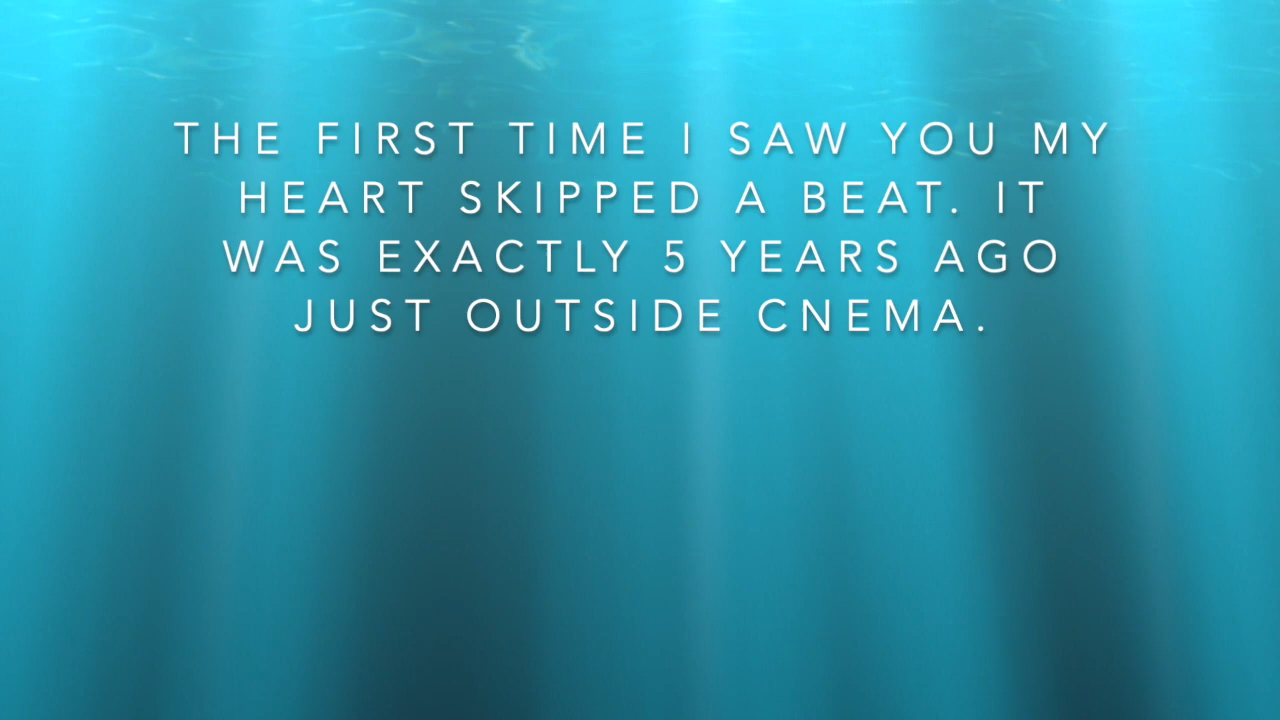 THE FIRST TIME I SAW YOU MY
HEART SKIPPED A BEAT. IT
WAS EXACTLY 5 YEARS AGO
JUST OUTSIDE CNEMA.